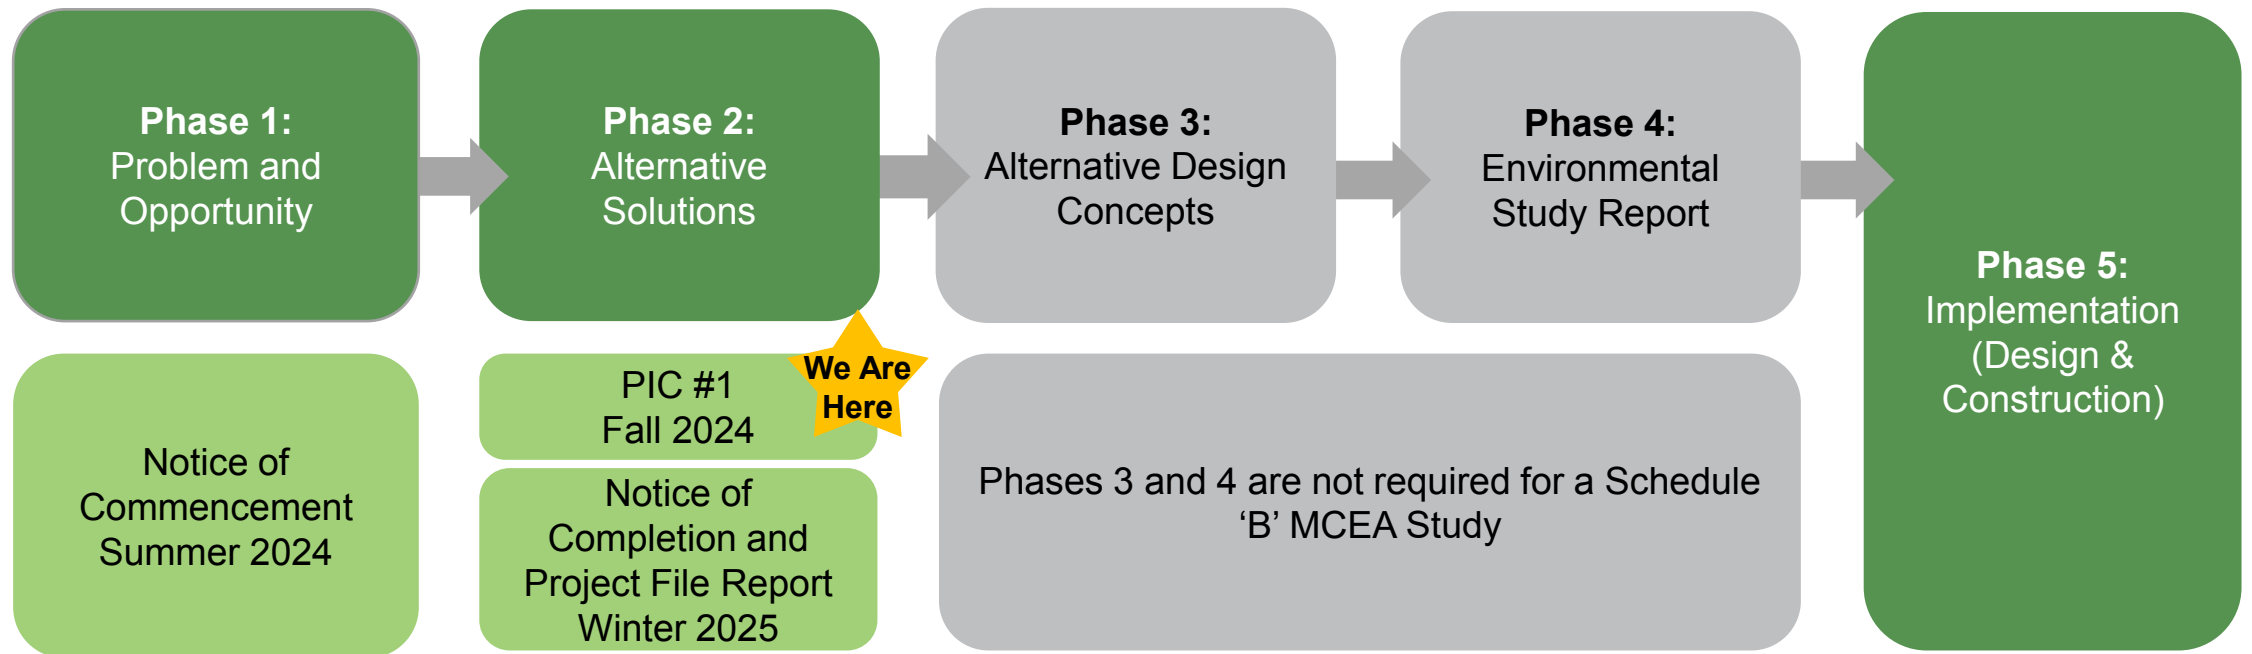 Phase 1:
Problem and
Opportunity
Phase 2:
Alternative
Solutions
Phase 3:
Alternative Design
Concepts
Phase 4:
Environmental
Study Report
Phase 5:
Implementation
(Design &
Construction)
Notice of
Commencement
Summer 2024
PIC #1
Fall 2024
We Are
Here
Notice of
Completion and
Project File Report
Winter 2025
Phases 3 and 4 are not required for a Schedule
‘B’ MCEA Study